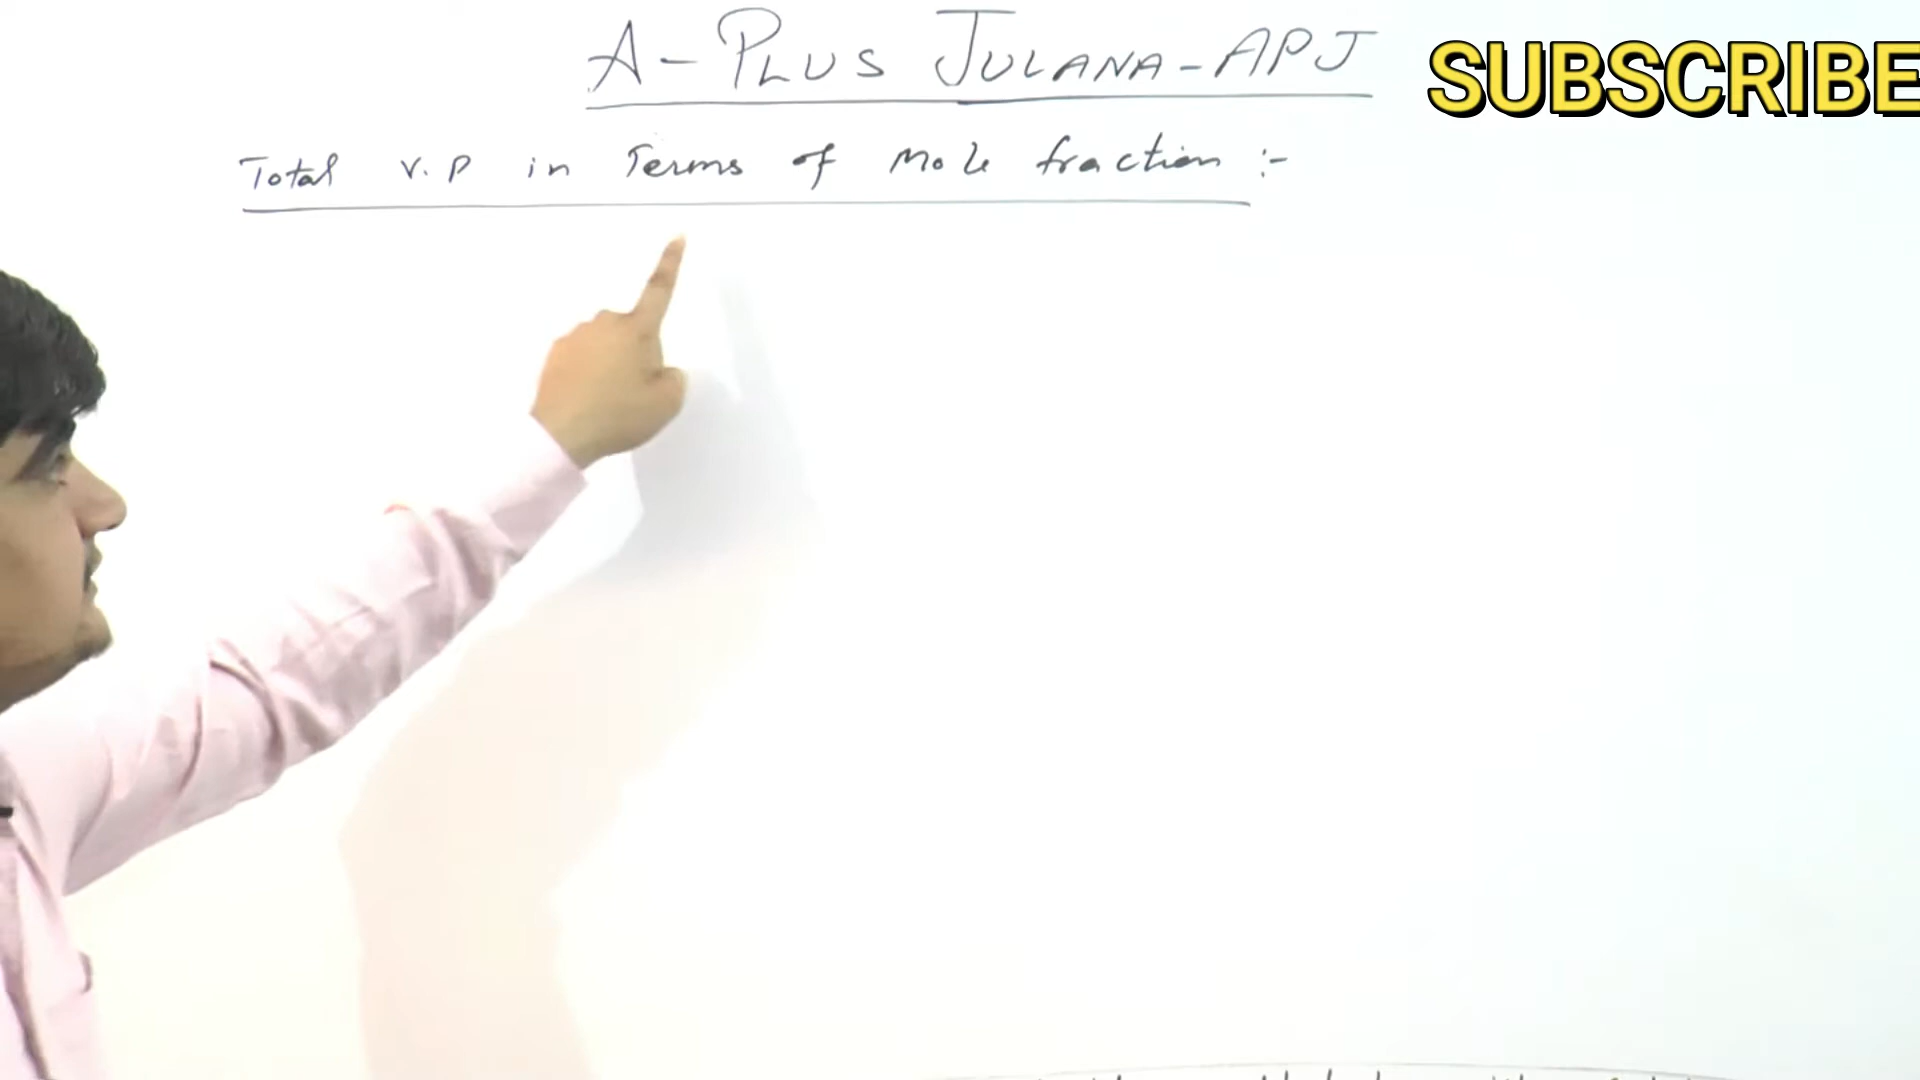 A-PLUS JULANA-APJ
SUBSCRIBE
Total V.P in Terms of Mole fraction :-